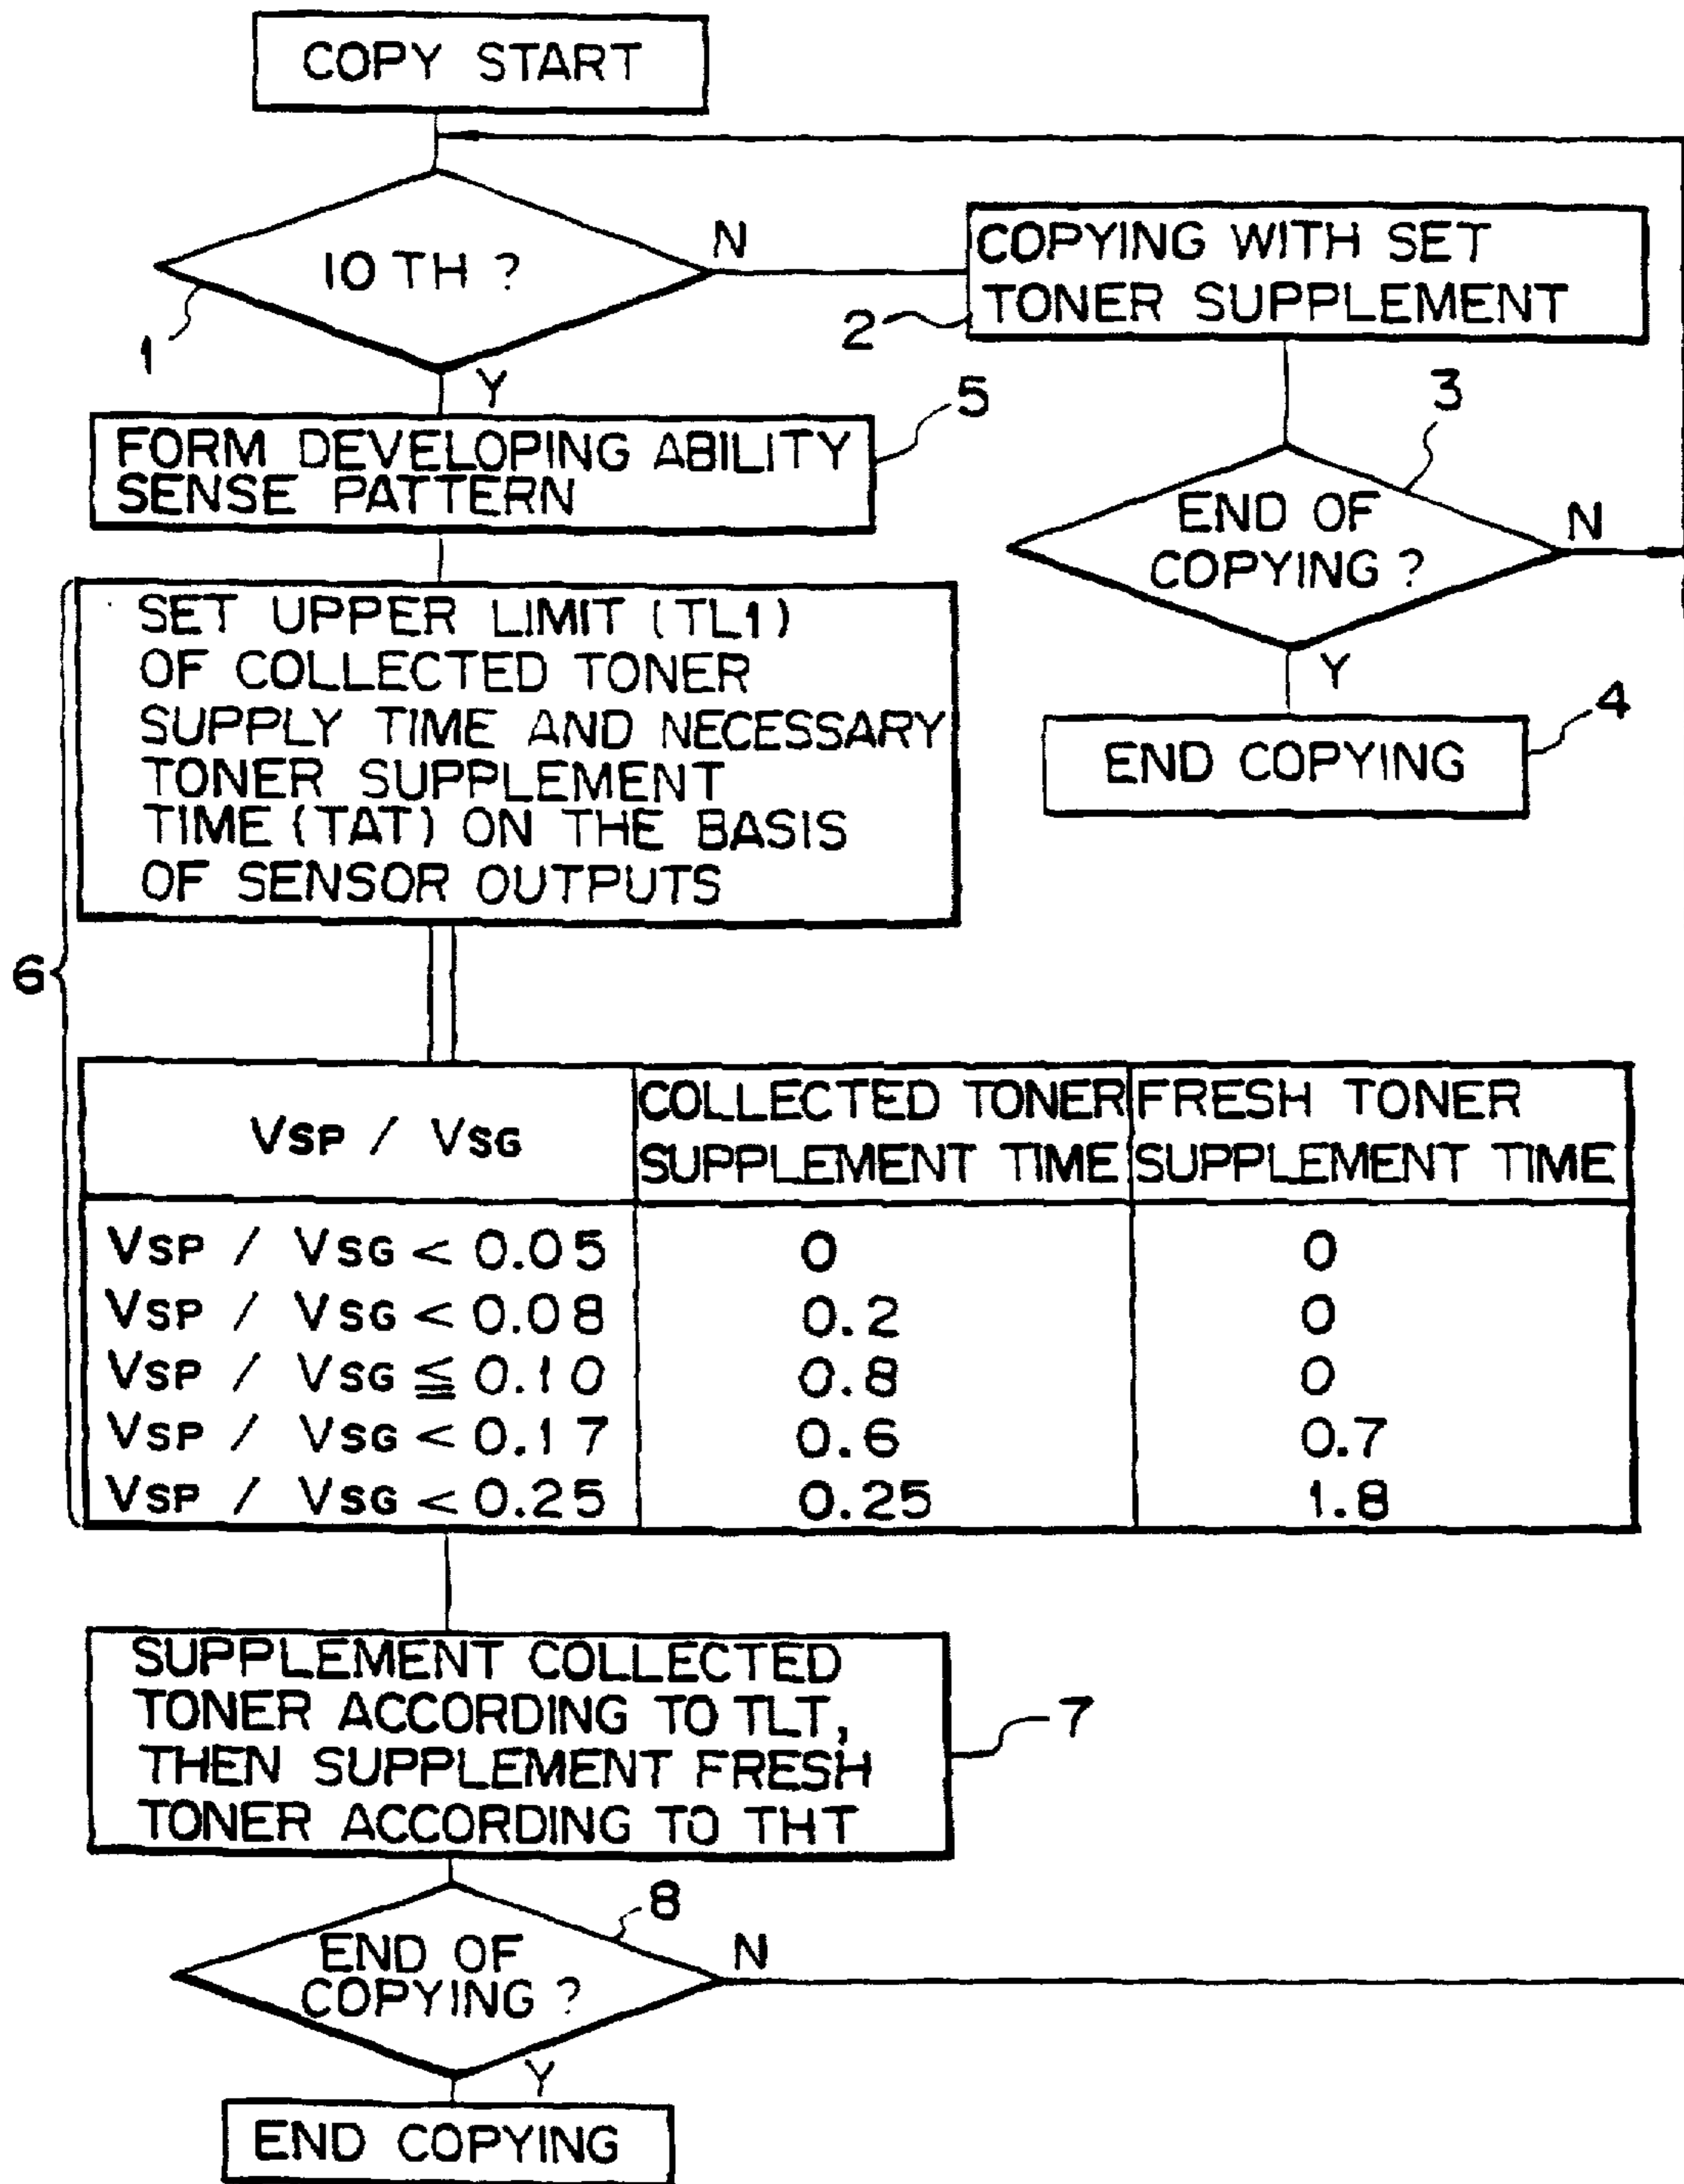 COPY START
10 TH ?
N
1
Y
COPYING WITH SET
TONER SUPPLEMENT
2
3
END OF
COPYING ?
N
Y
END COPYING
4
FORM DEVELOPING ABILITY
SENSE PATTERN
5
SET UPPER LIMIT (TL1)
OF COLLECTED TONER
SUPPLY TIME AND NECESSARY
TONER SUPPLEMENT
TIME (TAT) ON THE BASIS
OF SENSOR OUTPUTS
6
VSP / VSG
COLLECTED TONER
SUPPLEMENT TIME
FRESH TONER
SUPPLEMENT TIME
VSP / VSG < 0.05 0 0
VSP / VSG < 0.08 0.2 0
VSP / VSG ≦ 0.10 0.8 0
VSP / VSG < 0.17 0.6 0.7
VSP / VSG < 0.25 0.25 1.8
SUPPLEMENT COLLECTED
TONER ACCORDING TO TLT,
THEN SUPPLEMENT FRESH
TONER ACCORDING TO THT
7
8
END OF
COPYING ?
N
Y
END COPYING